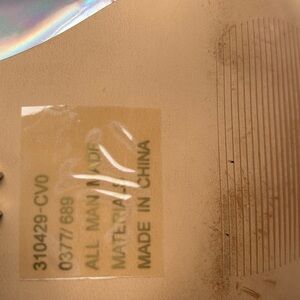 310429-CV0
0377/689
ALL MAN MADE
MATERIALS
MADE IN CHINA